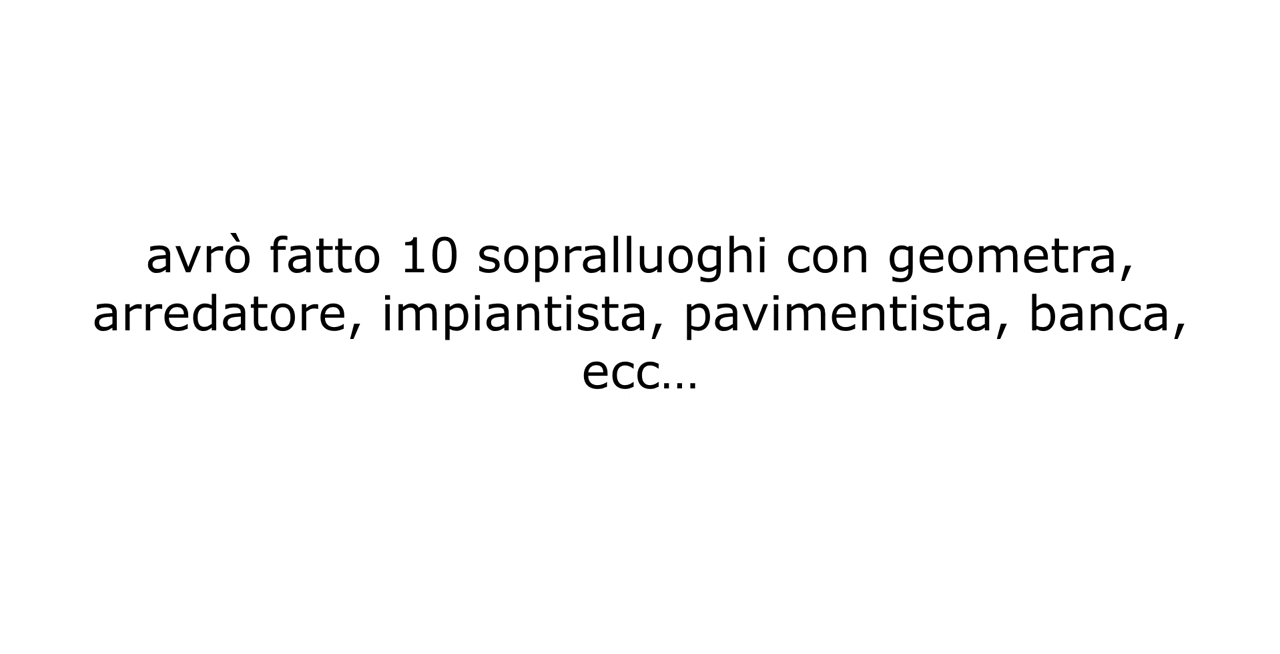 avrò fatto 10 sopralluoghi con geometra,
arredatore, impiantista, pavimentista, banca,
ecc…